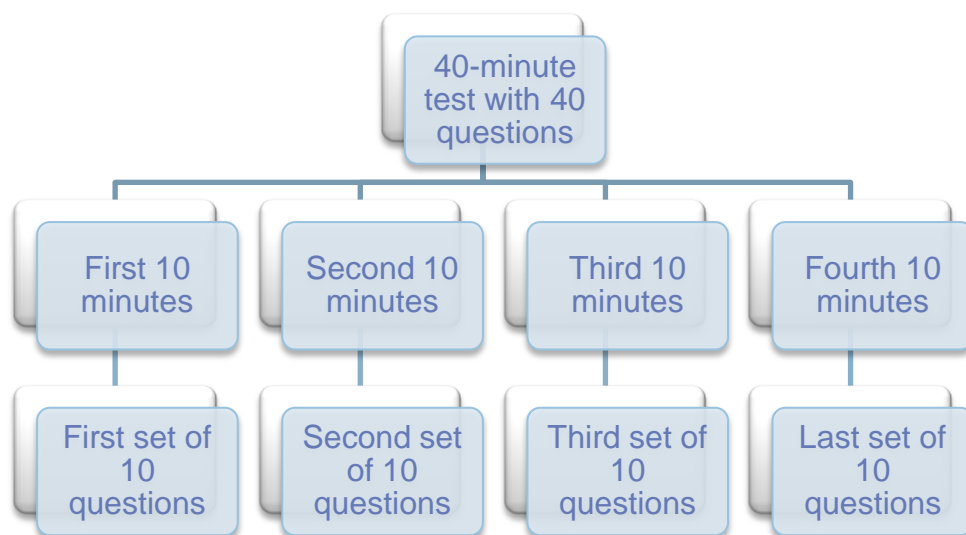 40-minute
test with 40
questions
First 10
minutes
Second 10
minutes
Third 10
minutes
Fourth 10
minutes
First set of
10
questions
Second set
of 10
questions
Third set of
10
questions
Last set of
10
questions